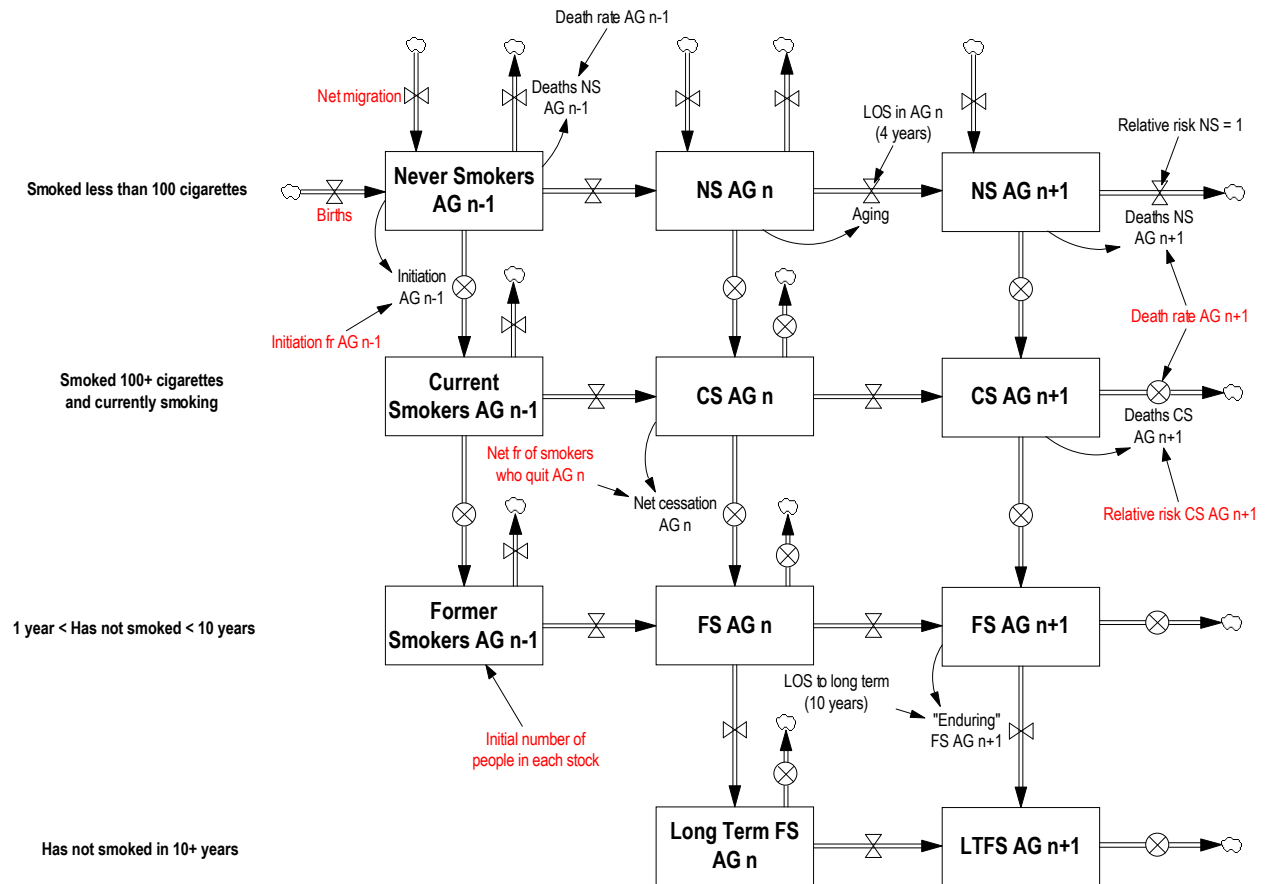 Death rate AG n-1
Deaths NS
AG n-1
Net migration
LOS in AG n
(4 years)
Relative risk NS = 1
Smoked less than 100 cigarettes
Never Smokers
AG n-1
NS AG n
NS AG n+1
Births
Aging
Deaths NS
AG n+1
Initiation
AG n-1
Initiation fr AG n-1
Death rate AG n+1
Smoked 100+ cigarettes
and currently smoking
Current
Smokers AG n-1
CS AG n
CS AG n+1
Deaths CS
AG n+1
Net fr of smokers
who quit AG n
Net cessation
AG n
Relative risk CS AG n+1
1 year < Has not smoked < 10 years
Former
Smokers AG n-1
FS AG n
FS AG n+1
LOS to long term
(10 years)
"Enduring"
FS AG n+1
Initial number of
people in each stock
Has not smoked in 10+ years
Long Term FS
AG n
LTFS AG n+1